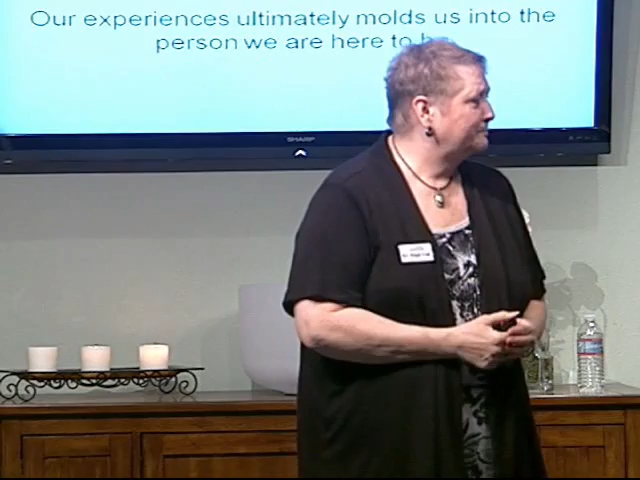 Our experiences ultimately molds us into the
person we are here to
SHARP